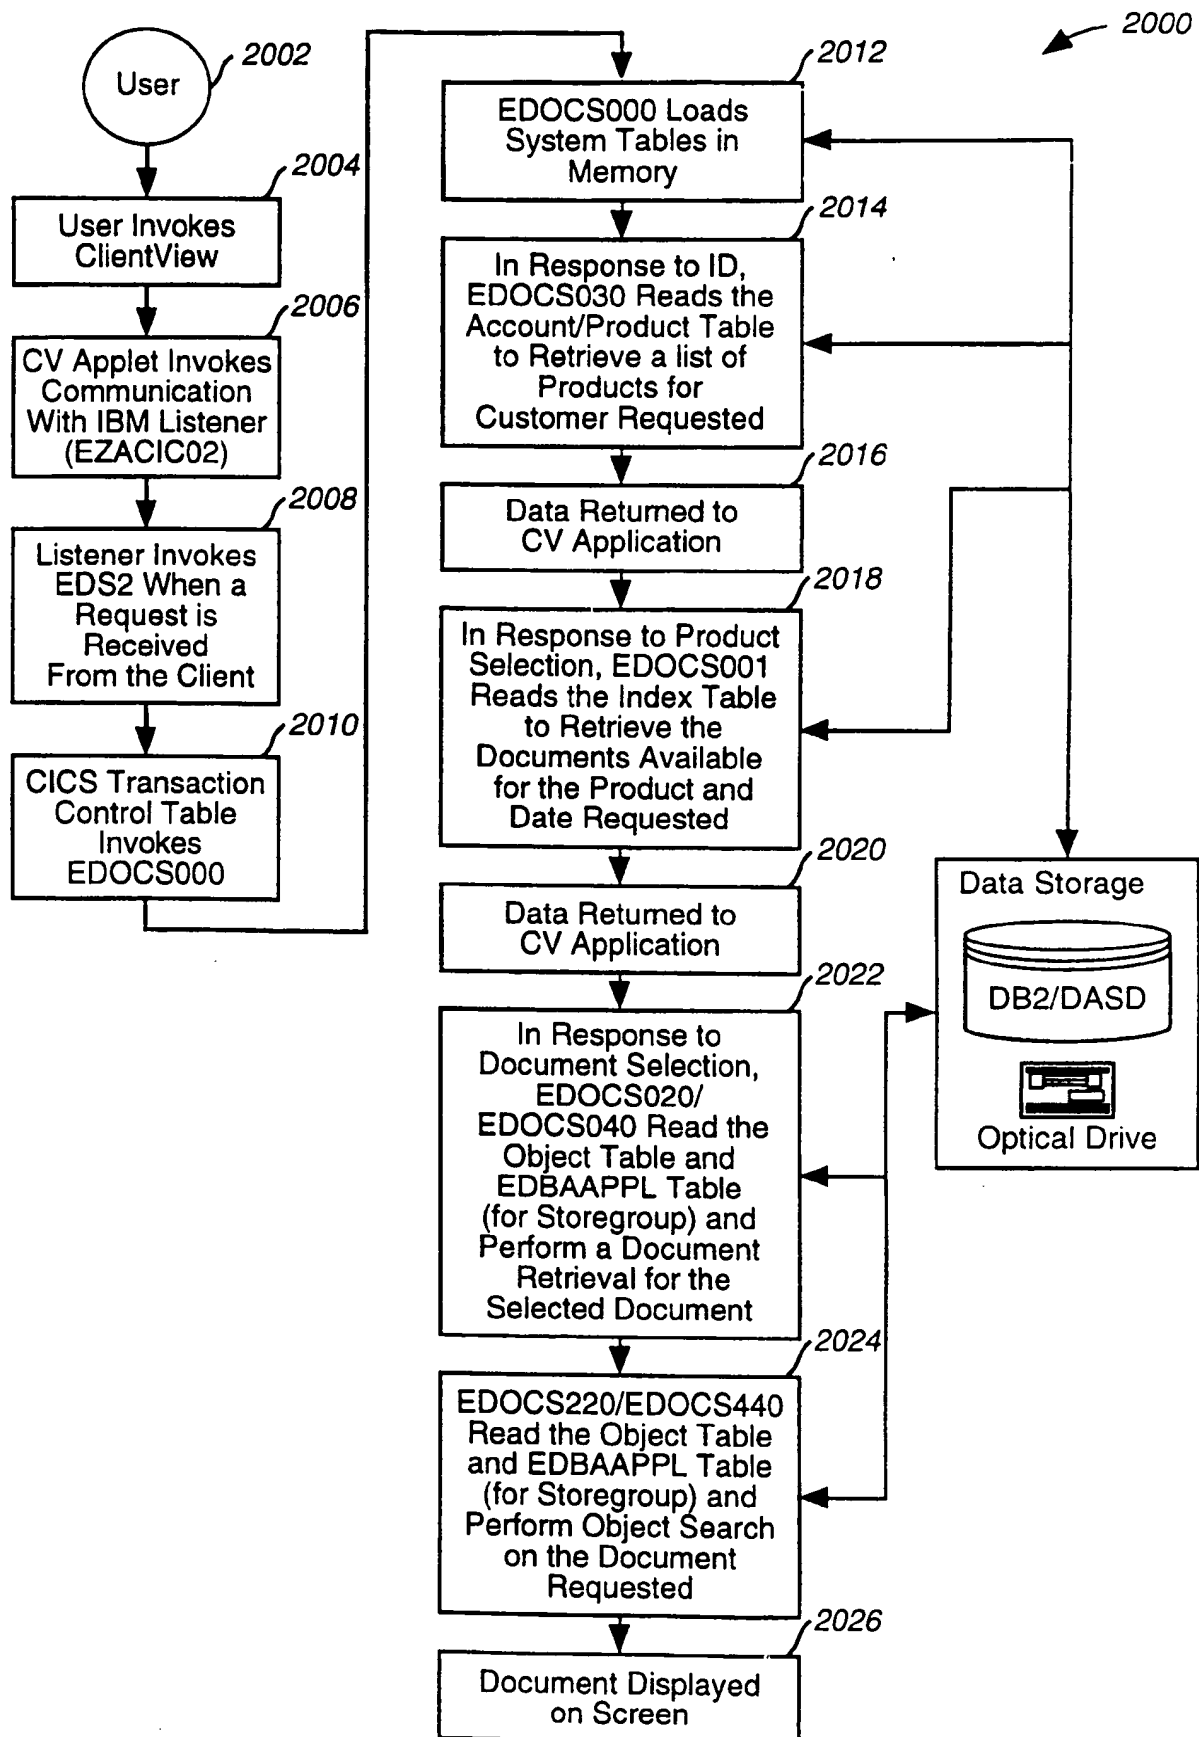 2000
2002
User
2004
User Invokes
ClientView
2006
CV Applet Invokes
Communication
With IBM Listener
(EZACIC02)
2008
Listener Invokes
EDS2 When a
Request is
Received
From the Client
2010
CICS Transaction
Control Table
Invokes
EDOCS000
2012
EDOCS000 Loads
System Tables in
Memory
2014
In Response to ID,
EDOCS030 Reads the
Account/Product Table
to Retrieve a list of
Products for
Customer Requested
2016
Data Returned to
CV Application
2018
In Response to Product
Selection, EDOCS001
Reads the Index Table
to Retrieve the
Documents Available
for the Product and
Date Requested
2020
Data Returned to
CV Application
2022
In Response to
Document Selection,
EDOCS020/
EDOCS040 Read the
Object Table and
EDBAAPPL Table
(for Storegroup) and
Perform a Document
Retrieval for the
Selected Document
2024
EDOCS220/EDOCS440
Read the Object Table
and EDBAAPPL Table
(for Storegroup) and
Perform Object Search
on the Document
Requested
2026
Document Displayed
on Screen
Data Storage
DB2/DASD
Optical Drive